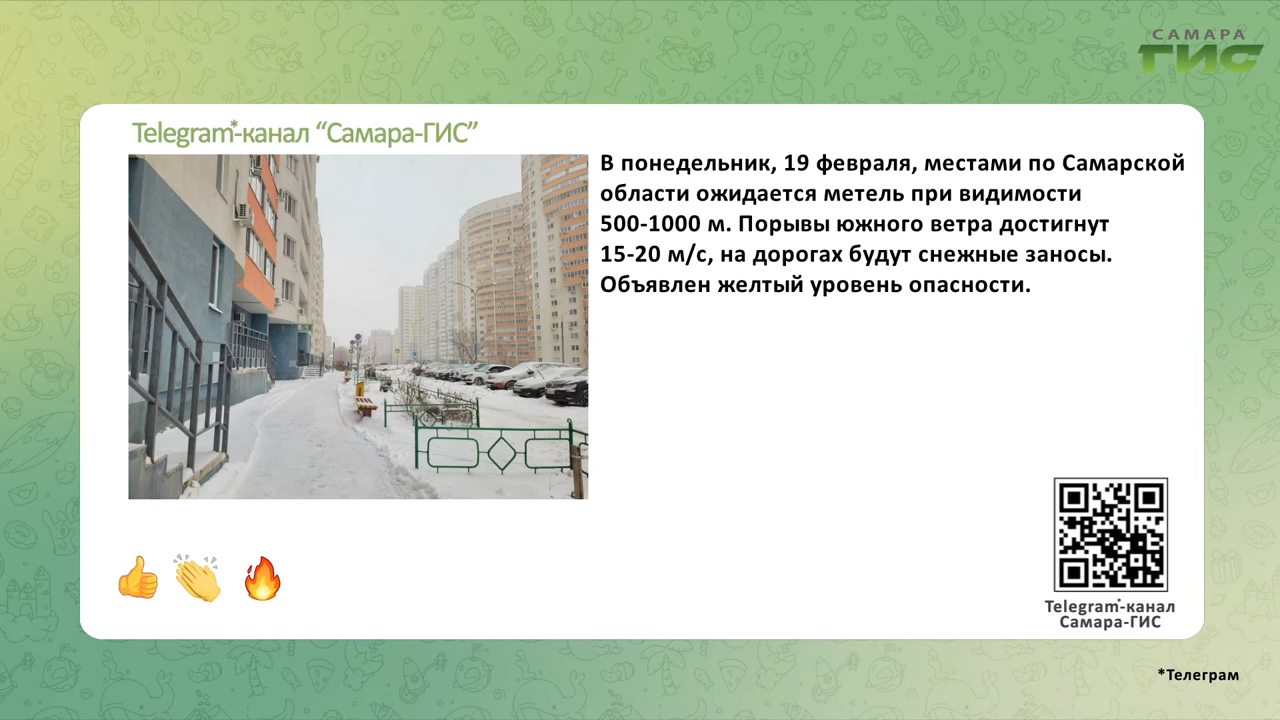 САМАРА
ГИС
Telegram*-канал “Самара-ГИС”
В понедельник, 19 февраля, местами по Самарской
области ожидается метель при видимости
500-1000 м. Порывы южного ветра достигнут
15-20 м/с, на дорогах будут снежные заносы.
Объявлен желтый уровень опасности.
Telegram*-канал
Самара-ГИС
*Телеграм